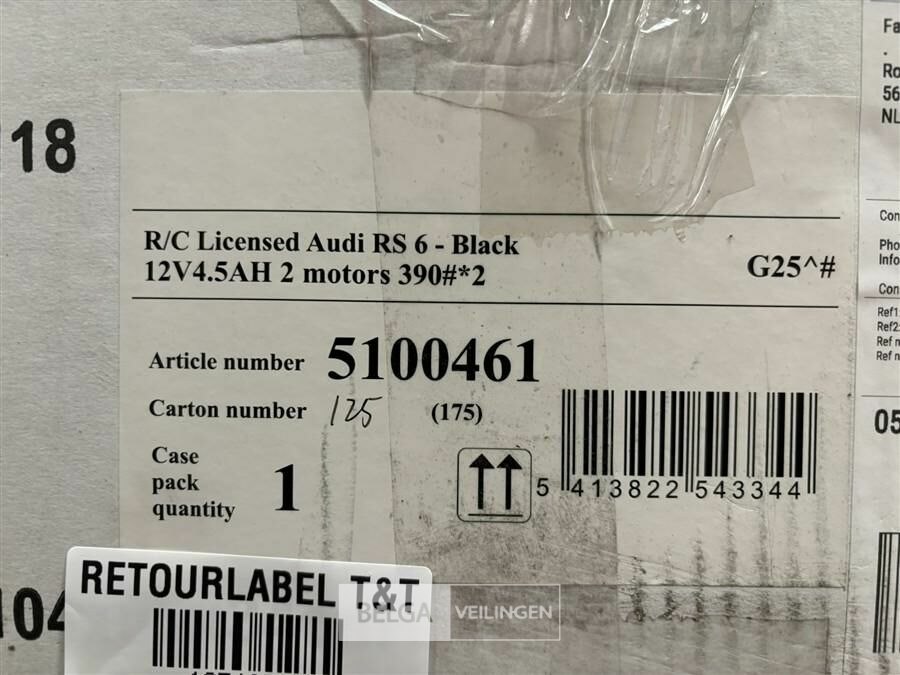 18
R/C Licensed Audi RS 6 - Black
12V4.5AH 2 motors 390#*2
G25^#
Article number 5100461
Carton number 125 (175)
Case
pack
quantity 1
5 413822 543344
RETOURLABEL T&T
BELGA VEILINGEN
104
Ro
56
NL
Con
Pho
Info
Con
Ref1:
Ref2:
Ref n
Ref n
05